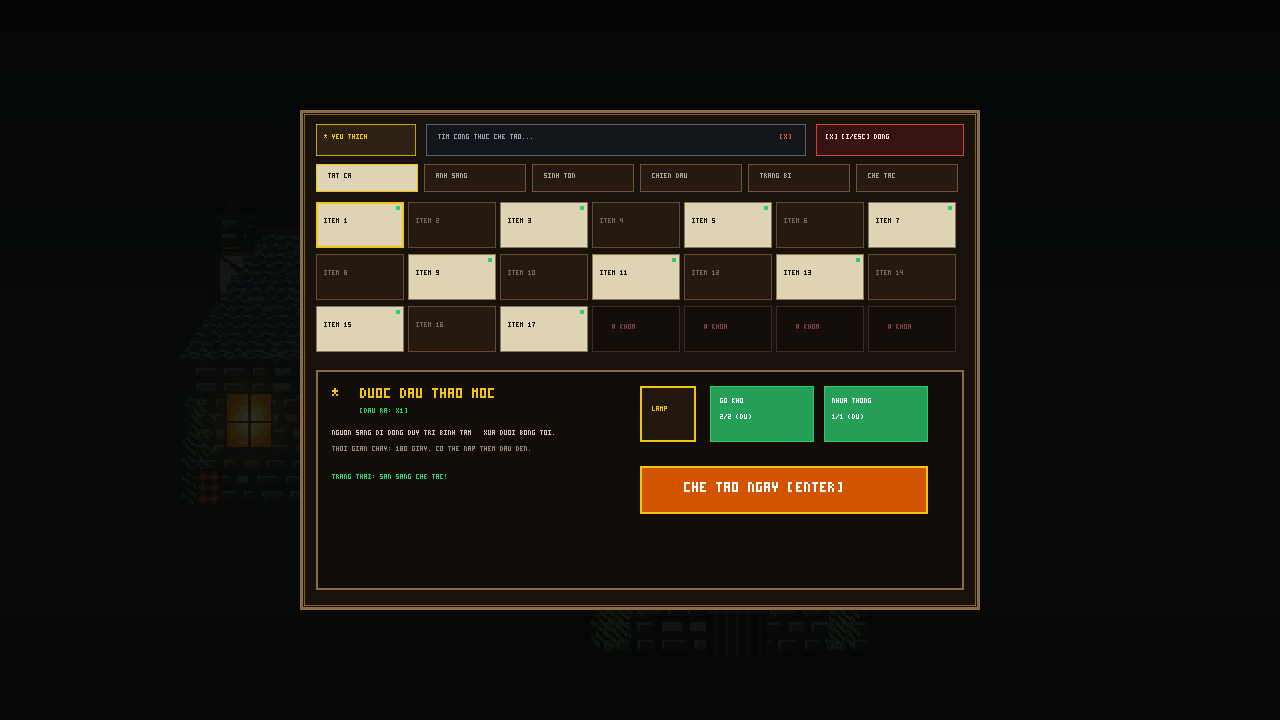 * YEU THICH
TIM CONG THUC CHE TAO...
[X]
[X] [I/ESC] DONG
TAT CA
ANH SANG
SINH TON
CHIEN DAU
TRANG BI
CHE TAC
ITEM 1
ITEM 2
ITEM 3
ITEM 4
ITEM 5
ITEM 6
ITEM 7
ITEM 8
ITEM 9
ITEM 10
ITEM 11
ITEM 12
ITEM 13
ITEM 14
ITEM 15
ITEM 16
ITEM 17
# KHOA
# KHOA
# KHOA
# KHOA
* DUOC DAU THAO MOC
[DAU RA: X1]
NGUON SANG DI DONG DUY TRI BINH TAM   XUA DUOI BONG TOI.
THOI GIAN CHAY: 180 GIAY. CO THE NAP THEM DAU DEN.
TRANG THAI: SAN SANG CHE TAC!
LAMP
GO KHO
2/2 (DU)
NHUA THONG
1/1 (DU)
CHE TAO NGAY [ENTER]